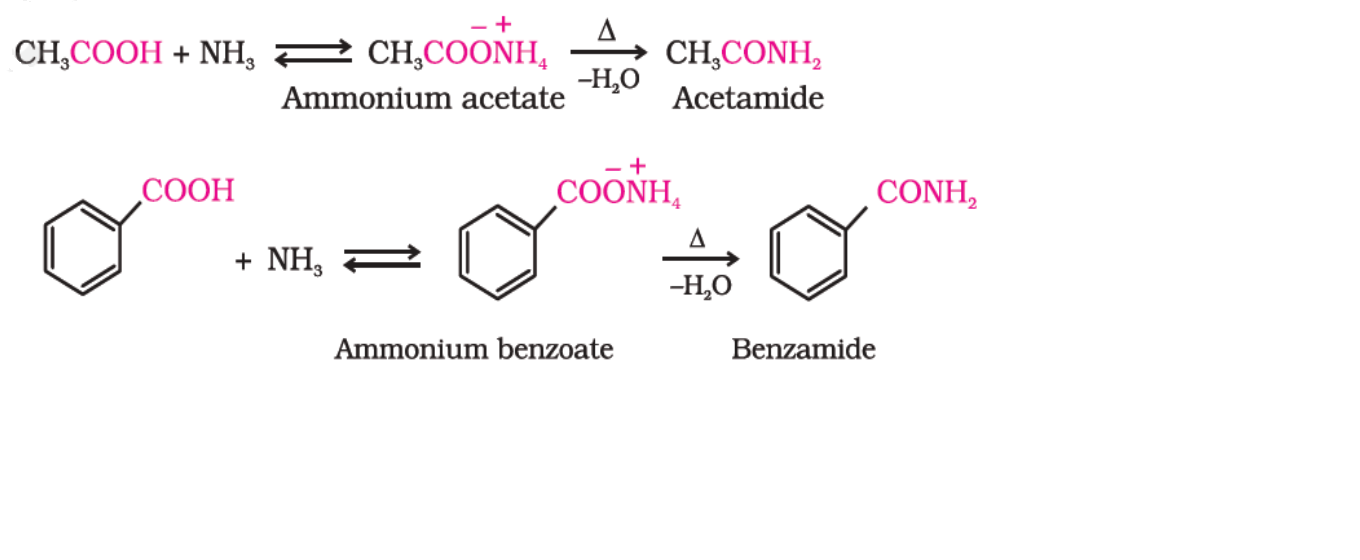 − +
CH₃COOH + NH₃ ⇌ CH₃COONH₄ → CH₃CONH₂
Δ
–H₂O
Ammonium acetate Acetamide
− +
COOH COONH₄ CONH₂
+ NH₃ ⇌ Δ →
–H₂O
Ammonium benzoate Benzamide